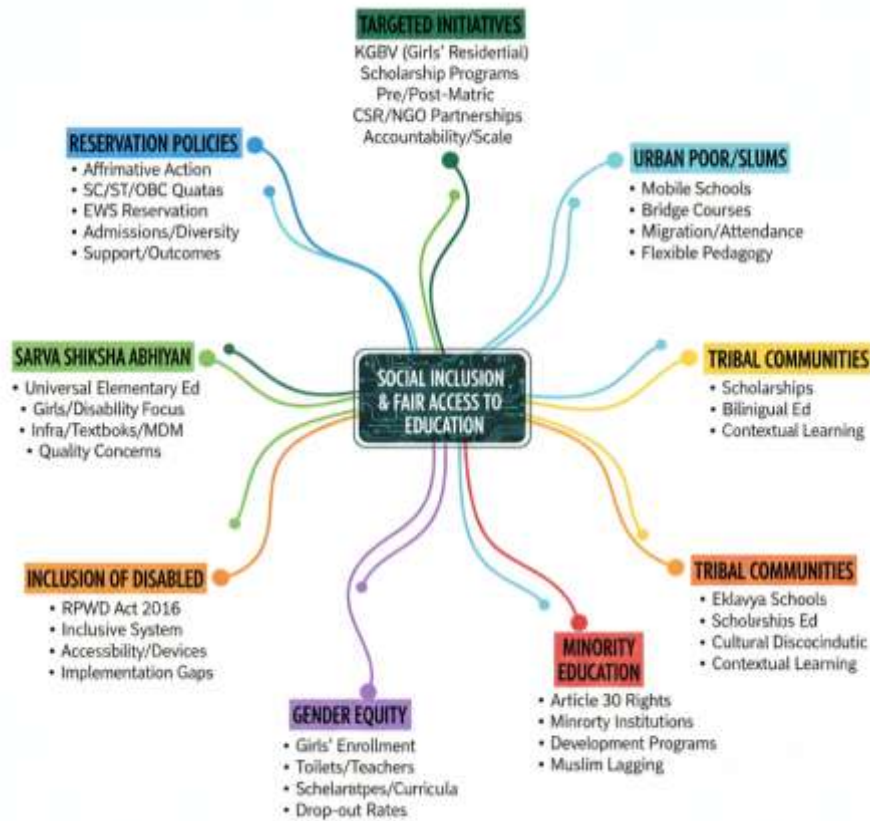 TARGETED INITIATIVES
KGBV (Girls' Residential)
Scholarship Programs
Pre/Post-Matric
CSR/NGO Partnerships
Accountability/Scale
RESERVATION POLICIES
• Affrimative Action
• SC/ST/OBC Quatas
• EWS Reservation
• Admissions/Diversity
• Support/Outcomes
URBAN POOR/SLUMS
• Mobile Schools
• Bridge Courses
• Migration/Attendance
• Flexible Pedagogy
SARVA SHIKSHA ABHIYAN
• Universal Elementary Ed
• Girls/Disability Focus
• Infra/Textboks/MDM
• Quality Concerns
SOCIAL INCLUSION
& FAIR ACCESS TO
EDUCATION
TRIBAL COMMUNITIES
• Scholarships
• Bilinigual Ed
• Contextual Learning
INCLUSION OF DISABLED
• RPWD Act 2016
• Inclusive System
• Accessibility/Devices
• Implementation Gaps
TRIBAL COMMUNITIES
• Eklavya Schools
• Scholarships Ed
• Cultural Discocindutic
• Contextual Learning
GENDER EQUITY
• Girls' Enrollment
• Toilets/Teachers
• Schelarntpes/Curricula
• Drop-out Rates
MINORITY
EDUCATION
• Article 30 Rights
• Minrorty Institutions
• Development Programs
• Muslim Lagging